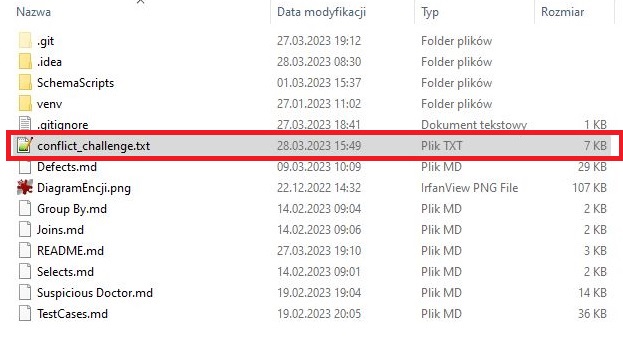 Nazwa Data modyfikacji Typ Rozmiar
.git 27.03.2023 19:12 Folder plików
.idea 28.03.2023 08:30 Folder plików
SchemaScripts 01.03.2023 15:37 Folder plików
venv 27.01.2023 11:02 Folder plików
.gitignore 27.03.2023 18:41 Dokument tekstowy 1 KB
conflict_challenge.txt 28.03.2023 15:49 Plik TXT 7 KB
Defects.md 09.03.2023 10:09 Plik MD 29 KB
DiagramEncji.png 22.12.2022 14:32 IrfanView PNG File 107 KB
Group By.md 14.02.2023 09:04 Plik MD 2 KB
Joins.md 14.02.2023 09:06 Plik MD 2 KB
README.md 27.03.2023 19:10 Plik MD 3 KB
Selects.md 14.02.2023 09:01 Plik MD 2 KB
Suspicious Doctor.md 19.02.2023 19:04 Plik MD 14 KB
TestCases.md 19.02.2023 20:05 Plik MD 36 KB